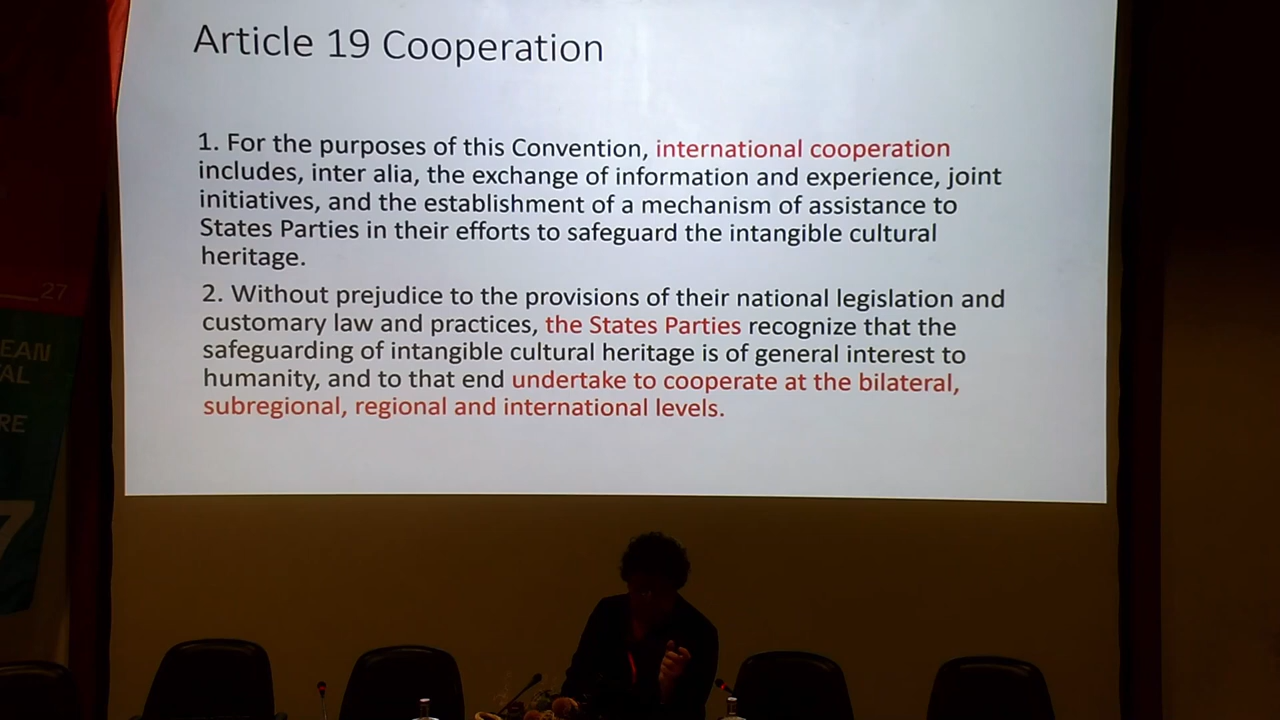 Article 19 Cooperation
1. For the purposes of this Convention, international cooperation
includes, inter alia, the exchange of information and experience, joint
initiatives, and the establishment of a mechanism of assistance to
States Parties in their efforts to safeguard the intangible cultural
heritage.
2. Without prejudice to the provisions of their national legislation and
customary law and practices, the States Parties recognize that the
safeguarding of intangible cultural heritage is of general interest to
humanity, and to that end undertake to cooperate at the bilateral,
subregional, regional and international levels.
27
EAN
AL
RE
7